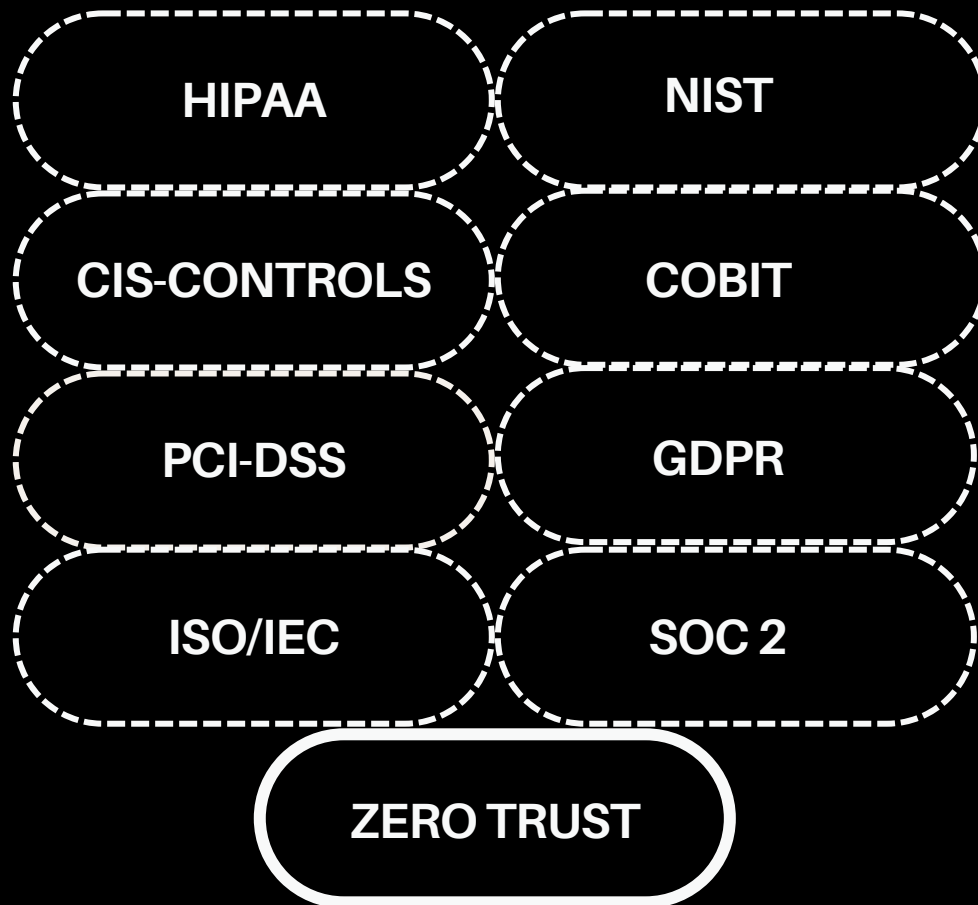 HIPAA
NIST
CIS-CONTROLS
COBIT
PCI-DSS
GDPR
ISO/IEC
SOC 2
ZERO TRUST